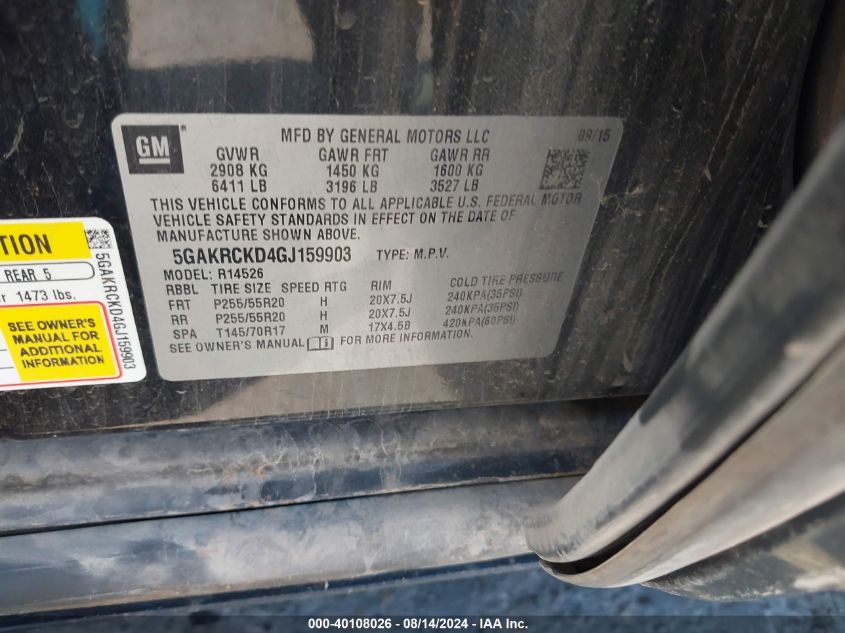 GM
MFD BY GENERAL MOTORS LLC 09/15
GVWR GAWR FRT GAWR RR
2908 KG 1450 KG 1600 KG
6411 LB 3196 LB 3527 LB
THIS VEHICLE CONFORMS TO ALL APPLICABLE U.S. FEDERAL MOTOR
VEHICLE SAFETY STANDARDS IN EFFECT ON THE DATE OF
MANUFACTURE SHOWN ABOVE.
5GAKRCKD4GJ159903 TYPE: M.P.V.
MODEL: R14526
RBBL TIRE SIZE SPEED RTG RIM COLD TIRE PRESSURE
FRT P255/55R20 H 20X7.5J 240KPA(35PSI)
RR P255/55R20 H 20X7.5J 240KPA(35PSI)
SPA T145/70R17 M 17X4.5B 420KPA(60PSI)
SEE OWNER'S MANUAL FOR MORE INFORMATION.
TION
REAR 5
r 1473 lbs.
SEE OWNER'S
MANUAL FOR
ADDITIONAL
INFORMATION
5GAKRCKD4GJ159903
000-40108026 - 08/14/2024 - IAA Inc.